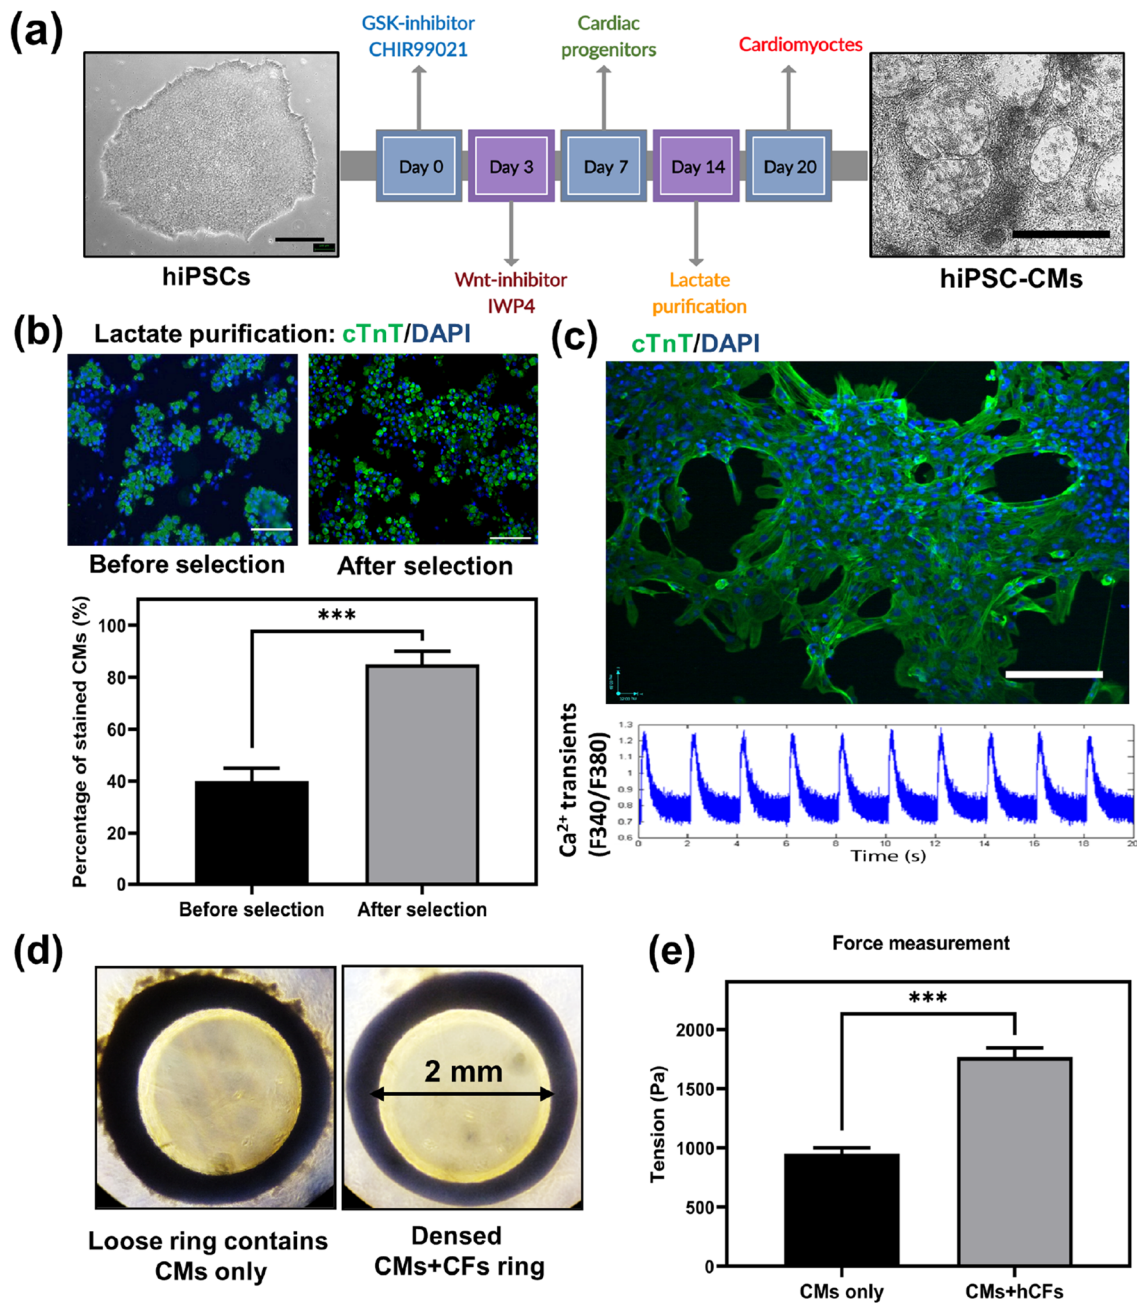 (a)
GSK-inhibitor
CHIR99021
Cardiac
progenitors
Cardiomyoctes
Day 0
Day 3
Day 7
Day 14
Day 20
hiPSCs
Wnt-inhibitor
IWP4
Lactate
purification
hiPSC-CMs
(b)
Lactate purification: cTnT/DAPI
Before selection
After selection
Percentage of stained CMs (%)
100
80
60
40
20
0
***
Before selection
After selection
(c)
cTnT/DAPI
Ca²⁺ transients
(F340/F380)
1.3
1.2
1.1
1
0.9
0.8
0.7
0.6
0
2
4
6
8
10
12
14
16
18
20
Time (s)
(d)
2 mm
Loose ring contains
CMs only
Densed
CMs+CFs ring
(e)
Force measurement
Tension (Pa)
2000
1500
1000
500
0
***
CMs only
CMs+hCFs